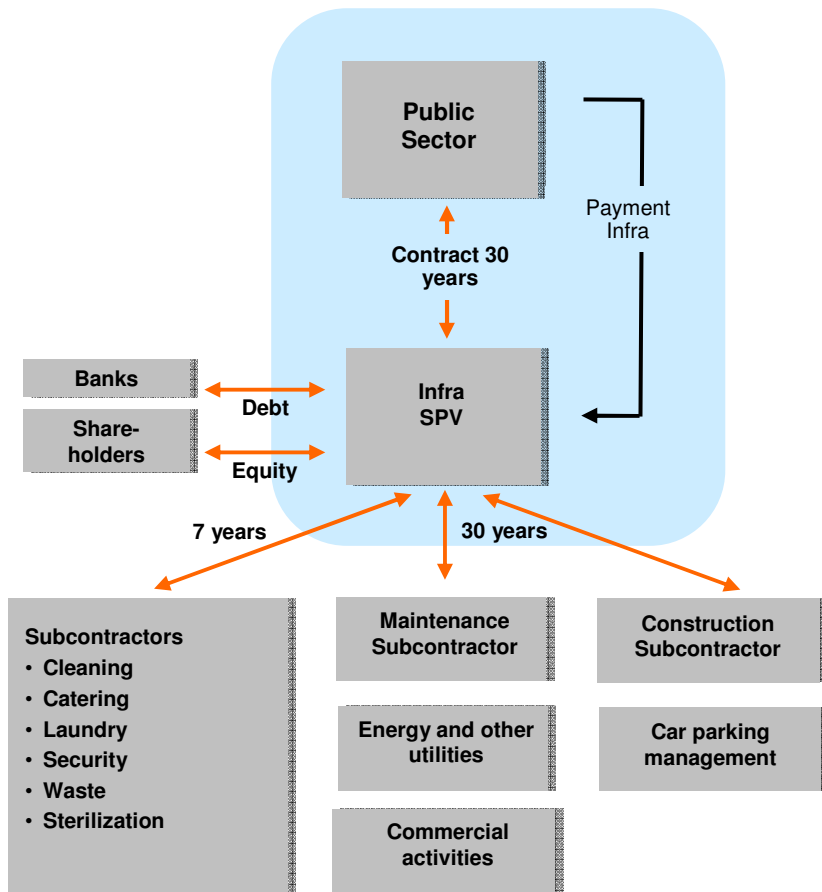 Public
Sector
Payment
Infra
Contract 30
years
Banks
Debt
Infra
SPV
Share-
holders
Equity
7 years
30 years
Subcontractors
• Cleaning
• Catering
• Laundry
• Security
• Waste
• Sterilization
Maintenance
Subcontractor
Construction
Subcontractor
Energy and other
utilities
Car parking
management
Commercial
activities